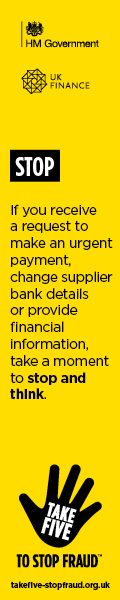 HM Government
UK
FINANCE
STOP
If you receive
a request to
make an urgent
payment,
change supplier
bank details
or provide
financial
information,
take a moment
to stop and
think.
TAKE
FIVE
TO STOP FRAUD™
takefive-stopfraud.org.uk